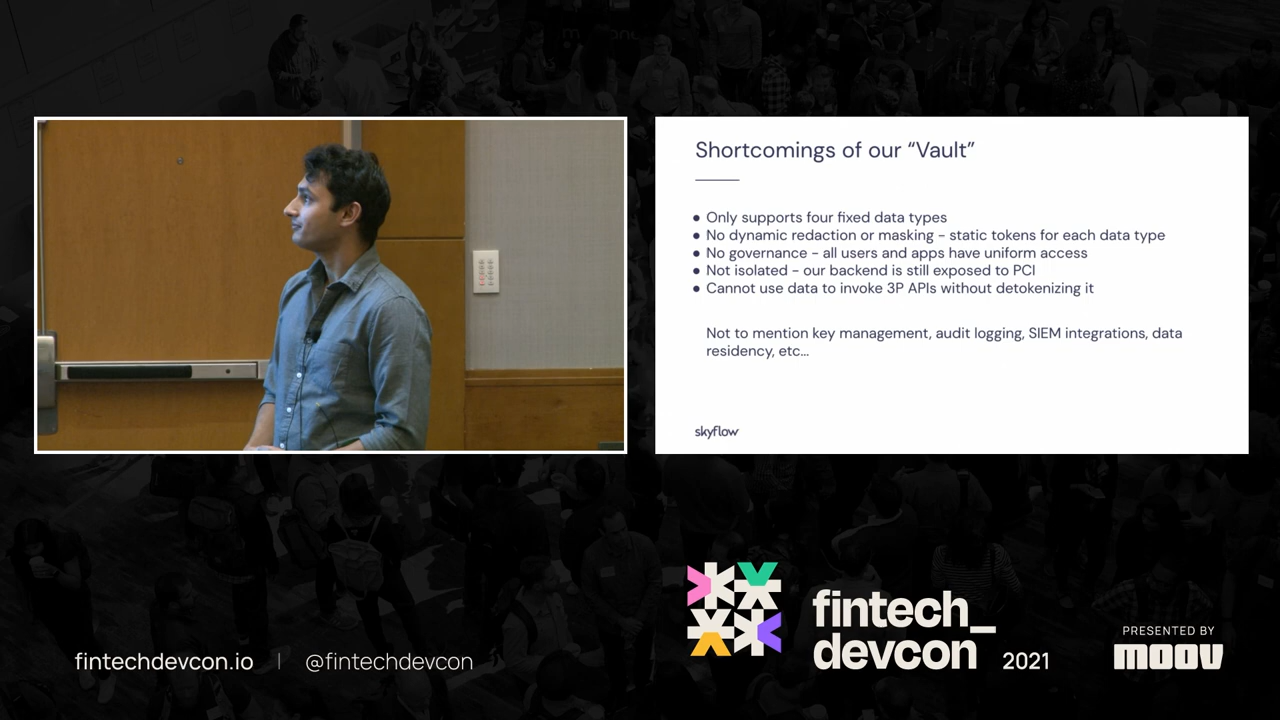 Shortcomings of our “Vault”
● Only supports four fixed data types
● No dynamic redaction or masking - static tokens for each data type
● No governance - all users and apps have uniform access
● Not isolated - our backend is still exposed to PCI
● Cannot use data to invoke 3P APIs without detokenizing it
Not to mention key management, audit logging, SIEM integrations, data
residency, etc...
skyflow
fintechdevcon.io | @fintechdevcon
fintech_
devcon 2021
PRESENTED BY
moov